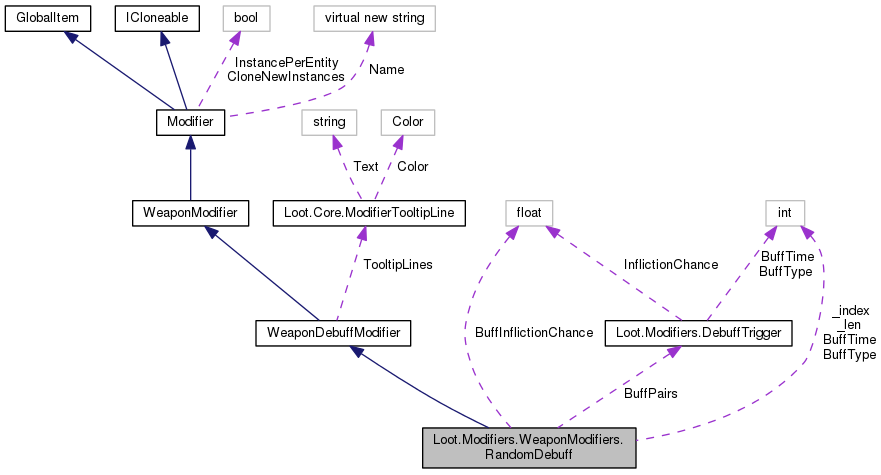 GlobalItem
ICloneable
bool
virtual new string
InstancePerEntity
CloneNewInstances
Name
Modifier
string
Color
Text
Color
WeaponModifier
Loot.Core.ModifierTooltipLine
float
int
TooltipLines
InflictionChance
BuffTime
BuffType
WeaponDebuffModifier
BuffInflictionChance
Loot.Modifiers.DebuffTrigger
_index
_len
BuffTime
BuffType
BuffPairs
Loot.Modifiers.WeaponModifiers.
RandomDebuff